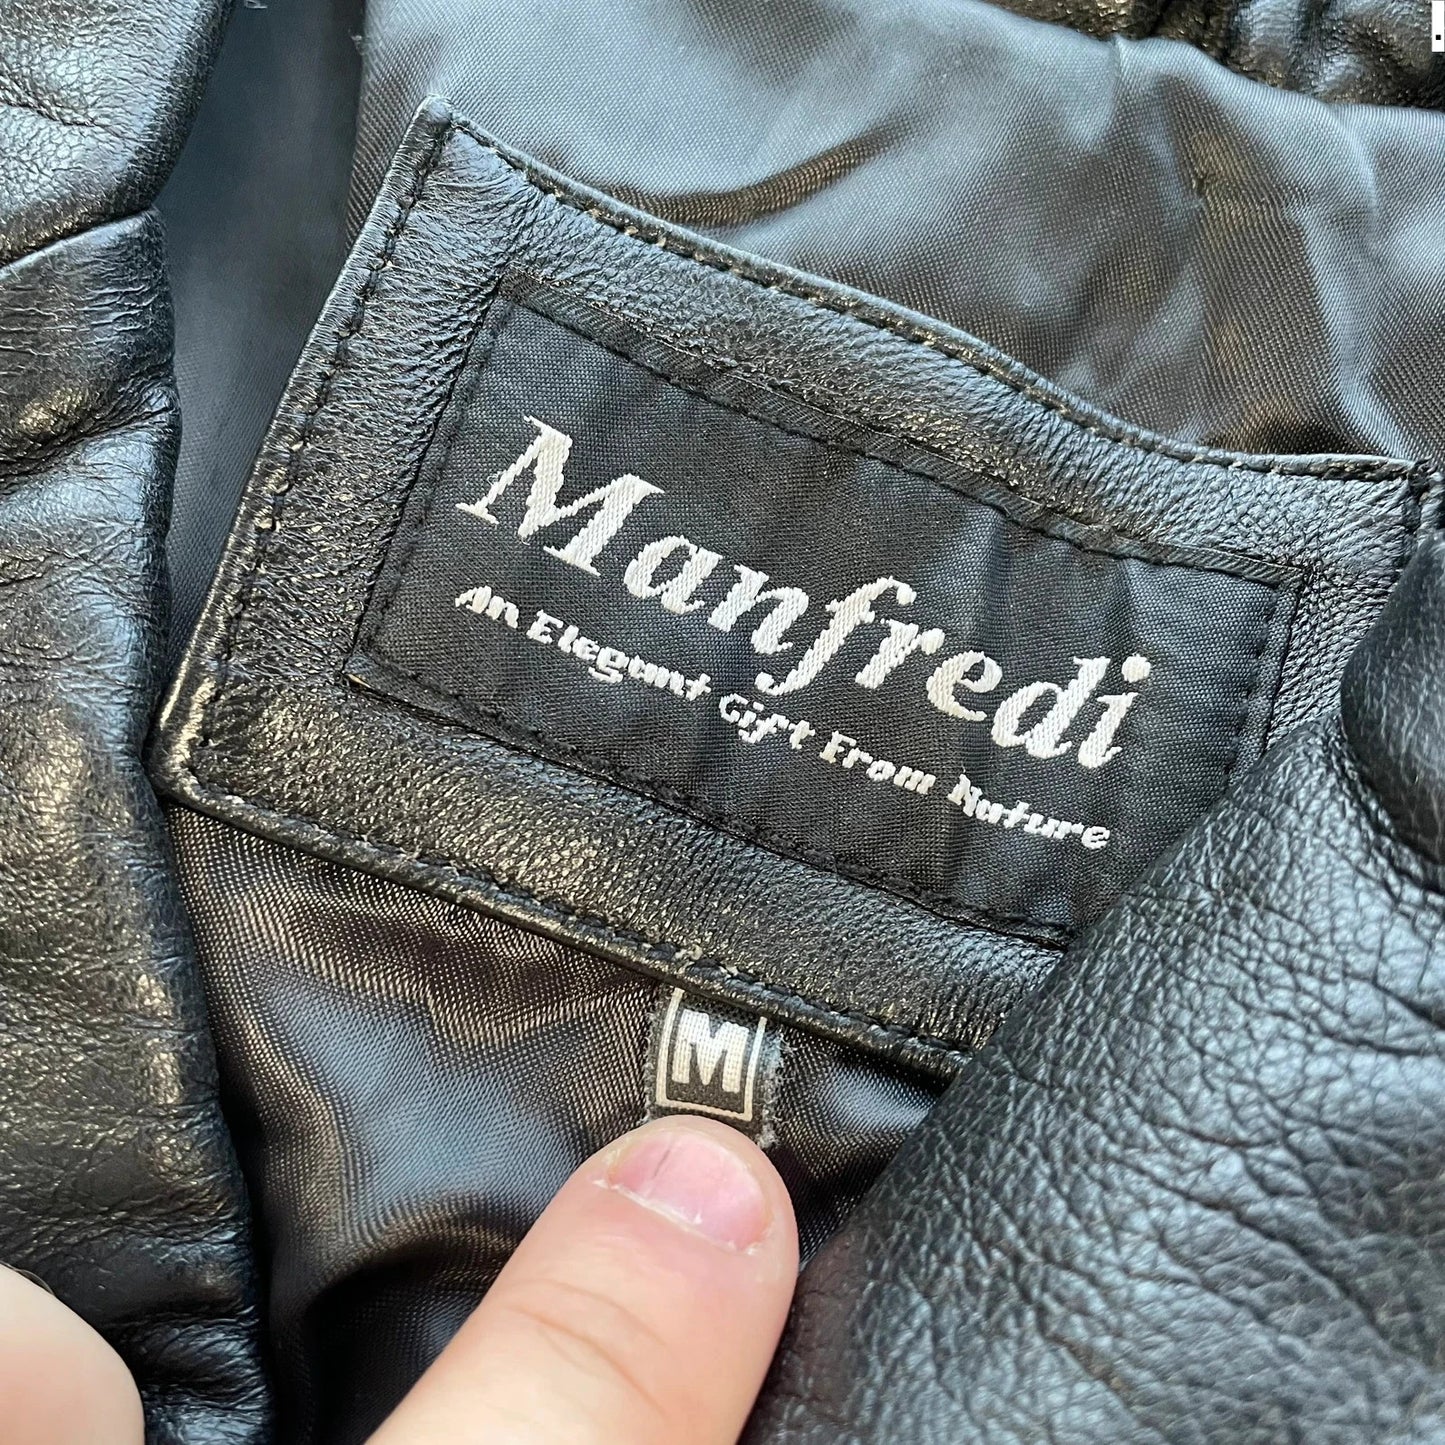 Manfredi
An Elegant Gift From Nature
M